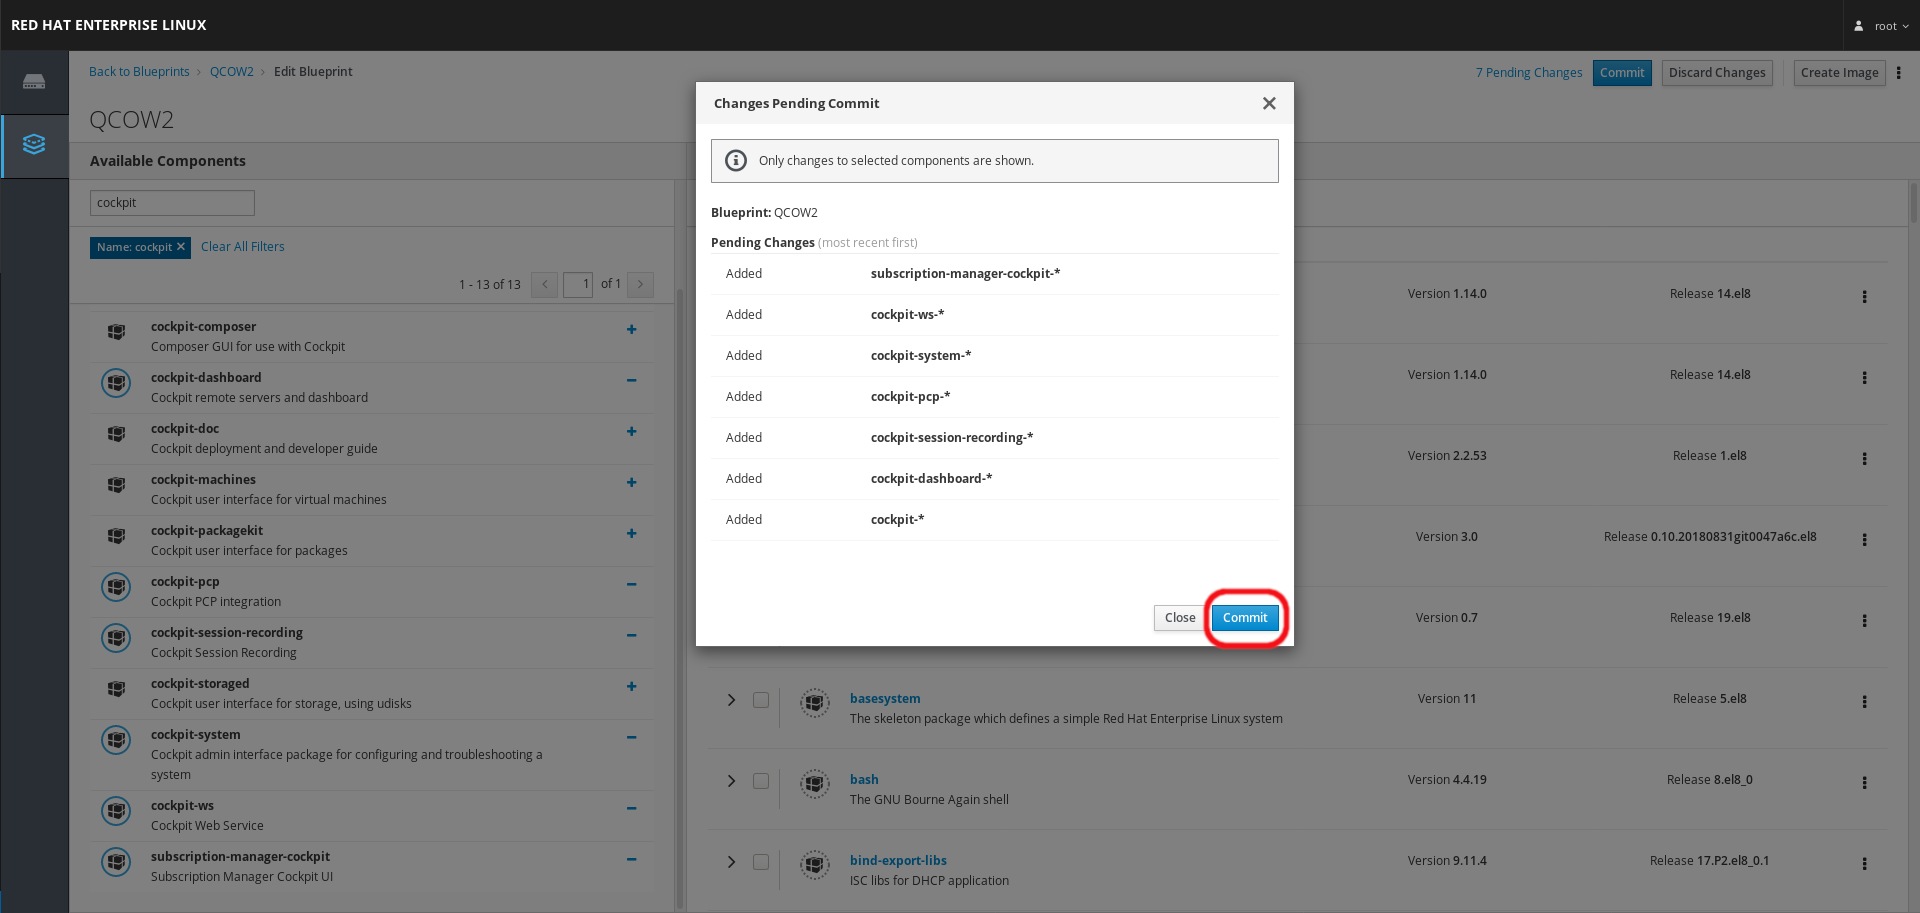 RED HAT ENTERPRISE LINUX
root
Back to Blueprints
QCOW2
Edit Blueprint
7 Pending Changes
Commit
Discard Changes
Create Image
QCOW2
Available Components
cockpit
Name: cockpit
Clear All Filters
1 - 13 of 13
1
of 1
cockpit-composer
Composer GUI for use with Cockpit
cockpit-dashboard
Cockpit remote servers and dashboard
cockpit-doc
Cockpit deployment and developer guide
cockpit-machines
Cockpit user interface for virtual machines
cockpit-packagekit
Cockpit user interface for packages
cockpit-pcp
Cockpit PCP integration
cockpit-session-recording
Cockpit Session Recording
cockpit-storaged
Cockpit user interface for storage, using udisks
cockpit-system
Cockpit admin interface package for configuring and troubleshooting a
system
cockpit-ws
Cockpit Web Service
subscription-manager-cockpit
Subscription Manager Cockpit UI
Changes Pending Commit
Only changes to selected components are shown.
Blueprint: QCOW2
Pending Changes (most recent first)
Added subscription-manager-cockpit-*
Added cockpit-ws-*
Added cockpit-system-*
Added cockpit-pcp-*
Added cockpit-session-recording-*
Added cockpit-dashboard-*
Added cockpit-*
Close
Commit
Version 1.14.0 Release 14.el8
Version 1.14.0 Release 14.el8
Version 2.2.53 Release 1.el8
Version 3.0 Release 0.10.20180831git0047a6c.el8
Version 0.7 Release 19.el8
basesystem Version 11 Release 5.el8
The skeleton package which defines a simple Red Hat Enterprise Linux system
bash Version 4.4.19 Release 8.el8_0
The GNU Bourne Again shell
bind-export-libs Version 9.11.4 Release 17.P2.el8_0.1
ISC libs for DHCP application